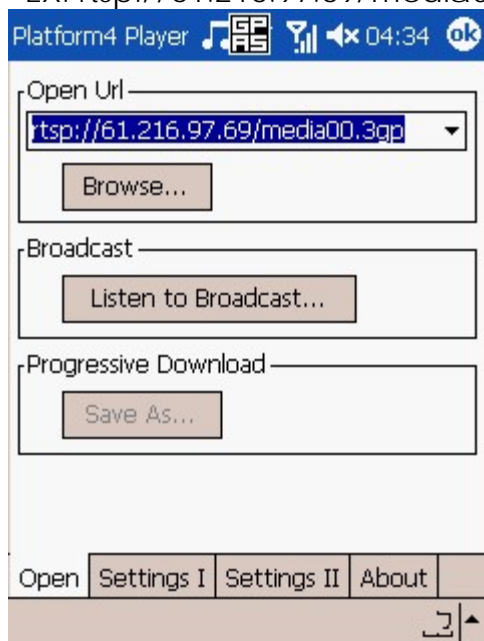 Platform4 Player 04:34 ok
Open Url
rtsp://61.216.97.69/media00.3gp
Browse...
Broadcast
Listen to Broadcast...
Progressive Download
Save As...
Open Settings I Settings II About